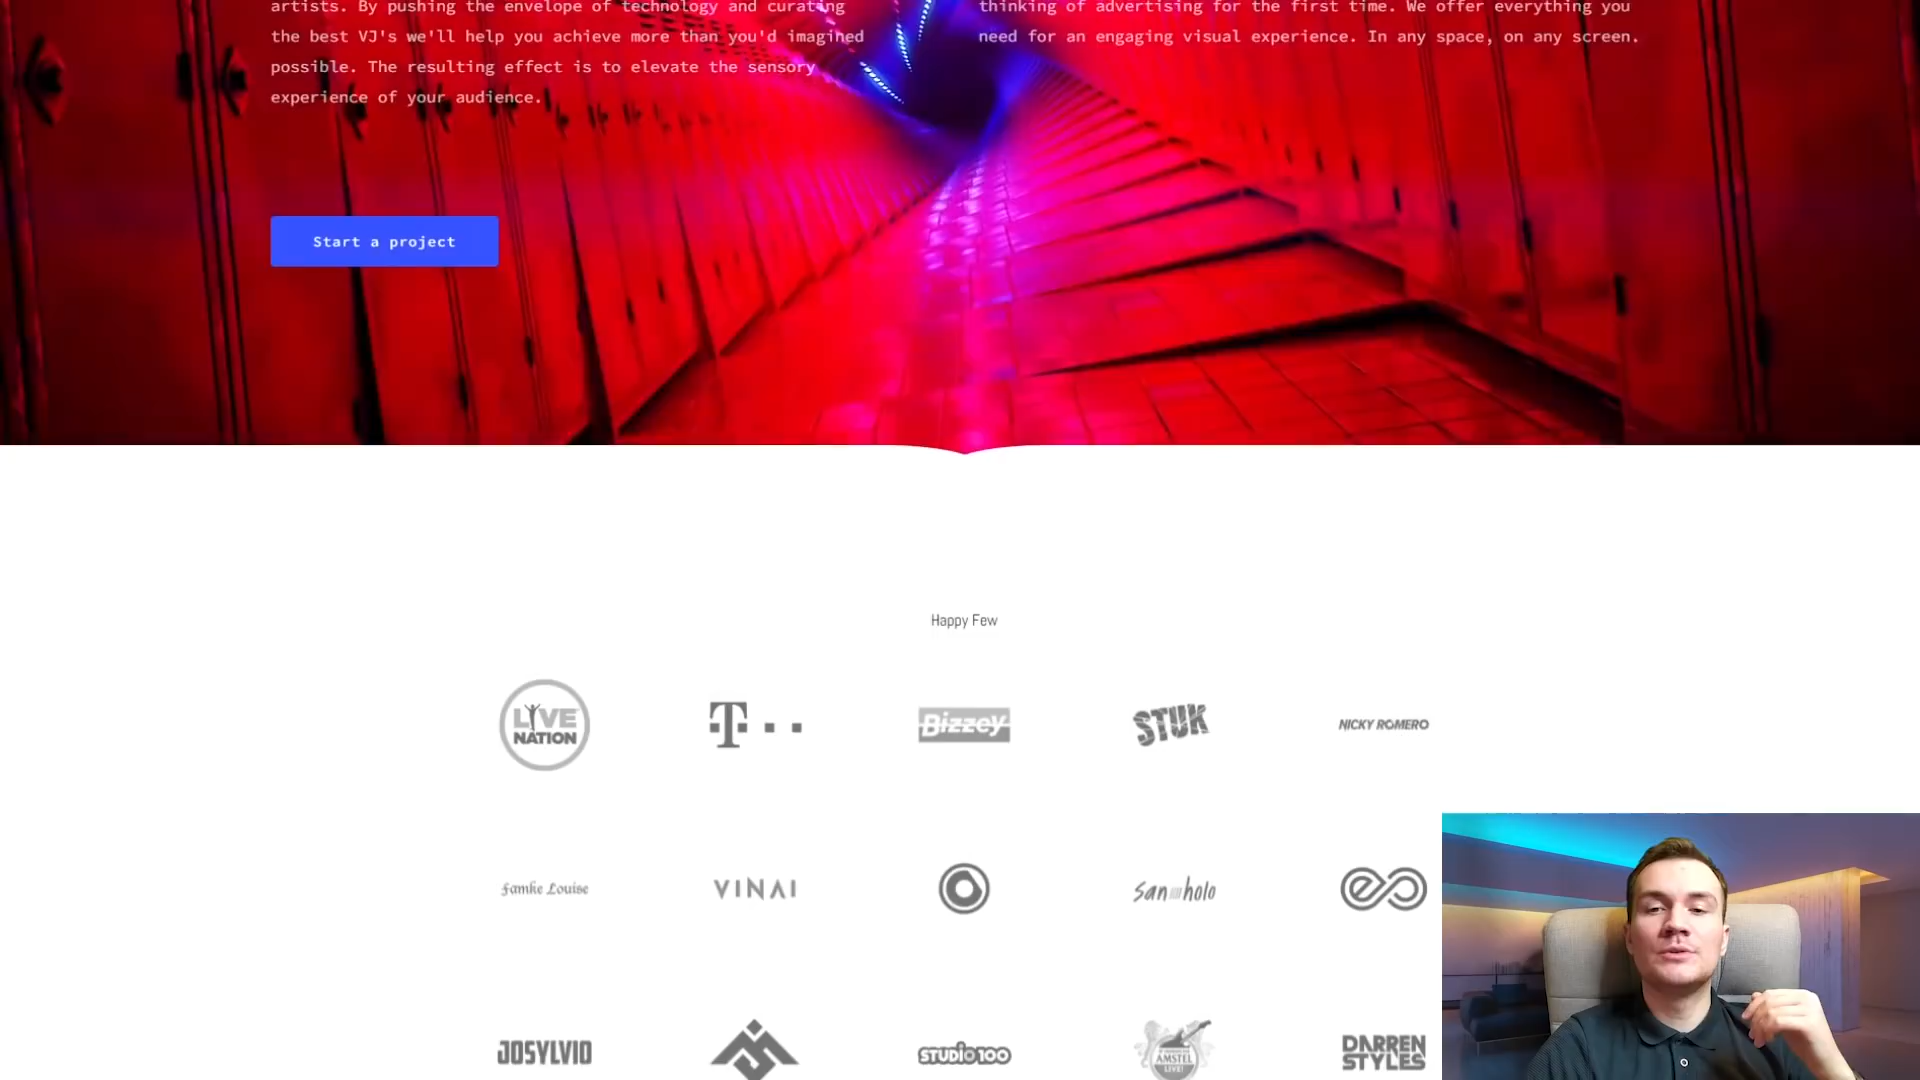 artists. By pushing the envelope of technology and curating
the best VJ's we'll help you achieve more than you'd imagined
possible. The resulting effect is to elevate the sensory
experience of your audience.
thinking of advertising for the first time. We offer everything you
need for an engaging visual experience. In any space, on any screen.
Start a project
Happy Few
LIVE
NATION
T
Bizzey
STUK
NICKY ROMERO
Famke Louise
VINAI
san holo
JOSYLVIO
STUDIO 100
AMSTEL
LIVE!
DARREN
STYLES